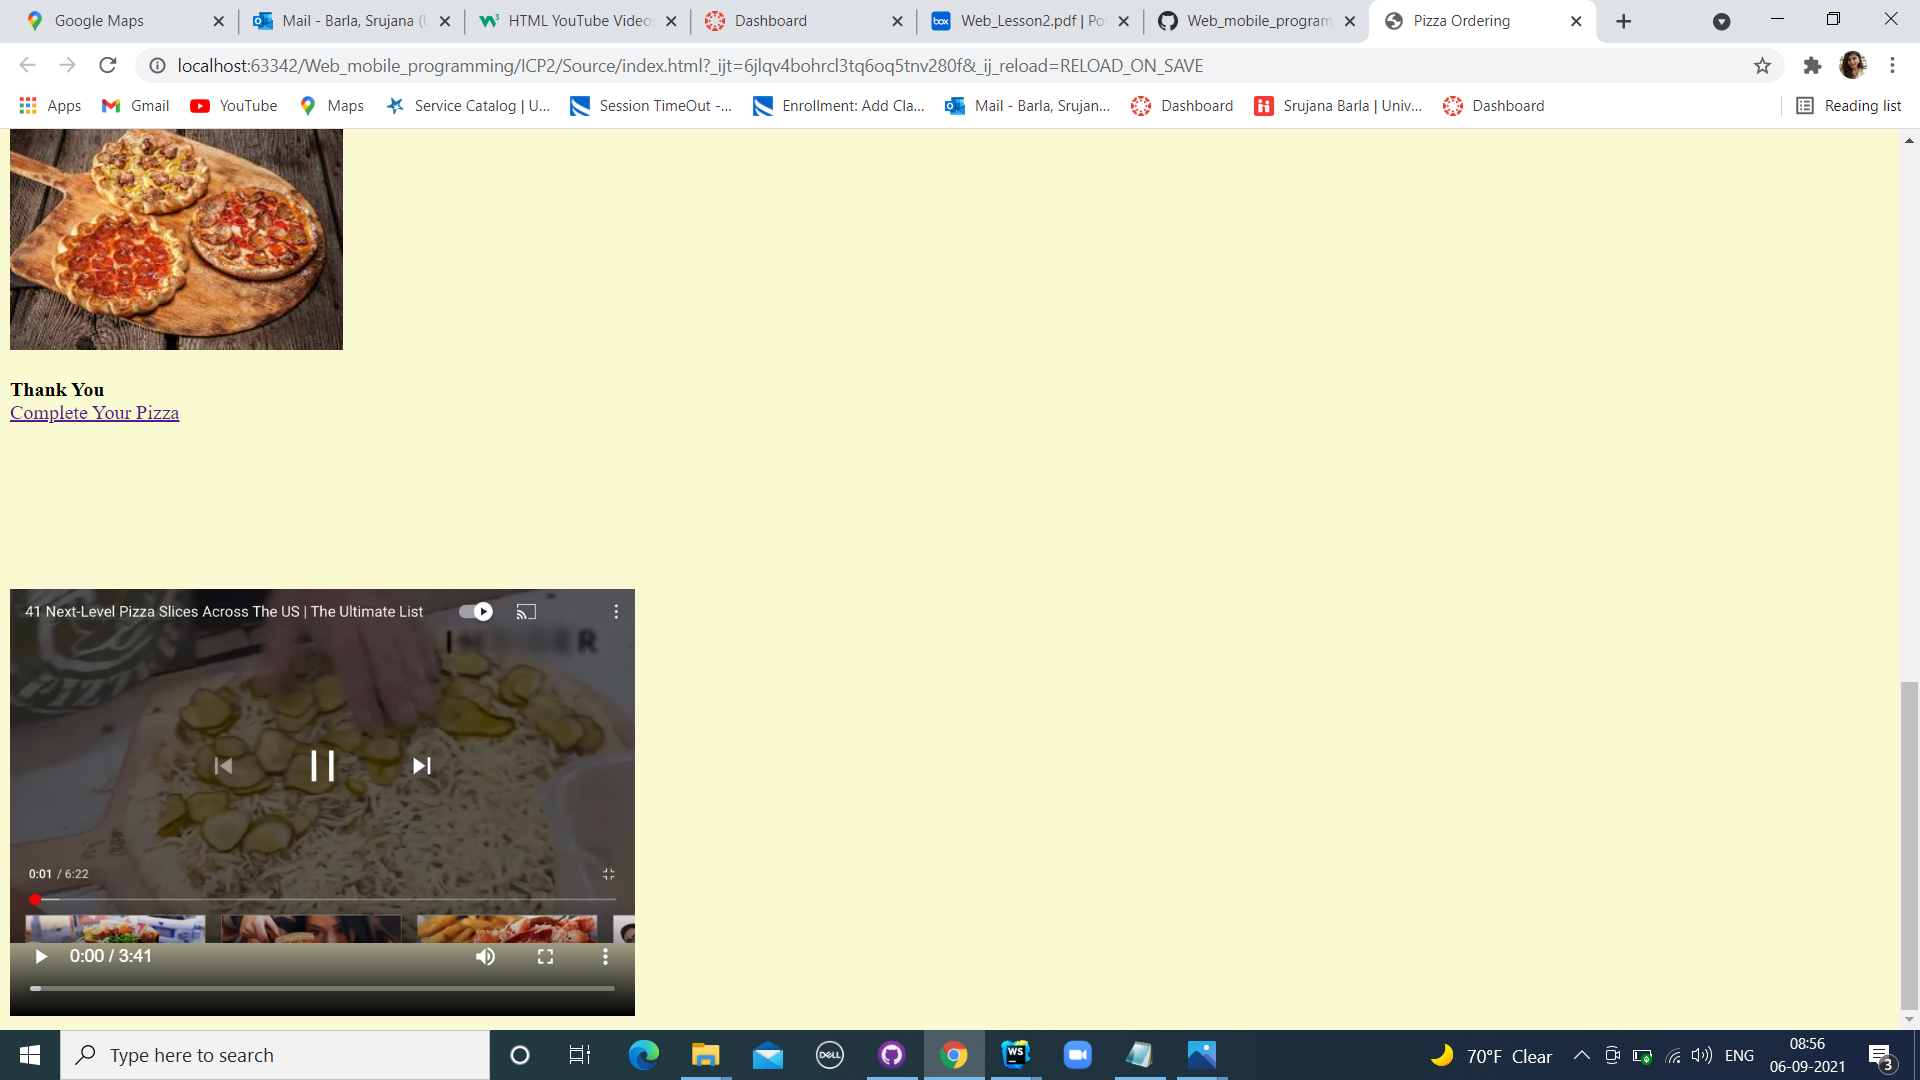 Google Maps
Mail - Barla, Srujana (
HTML YouTube Videos
Dashboard
Web_Lesson2.pdf | Po
Web_mobile_program
Pizza Ordering
localhost:63342/Web_mobile_programming/ICP2/Source/index.html?_ijt=6jlqv4bohrcl3tq6oq5tnv280f&_ij_reload=RELOAD_ON_SAVE
Apps
Gmail
YouTube
Maps
Service Catalog | U...
Session TimeOut -...
Enrollment: Add Cla...
Mail - Barla, Srujan...
Dashboard
Srujana Barla | Univ...
Dashboard
Reading list
Thank You
Complete Your Pizza
41 Next-Level Pizza Slices Across The US | The Ultimate List
0:01 / 6:22
0:00 / 3:41
Type here to search
DELL
WS
70°F Clear
ENG
08:56
06-09-2021
3